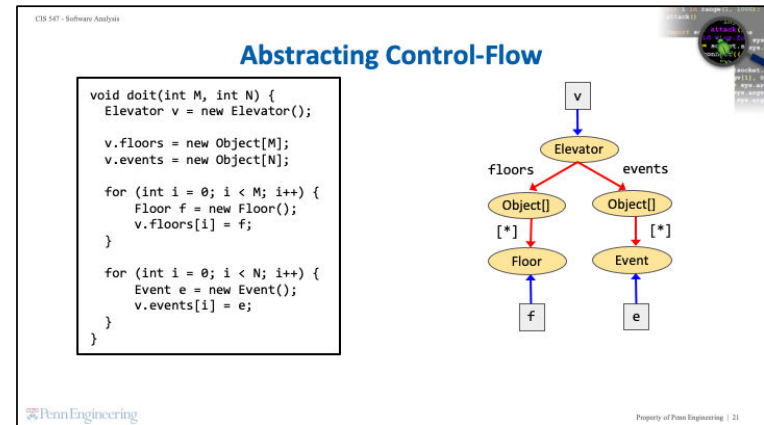 CIS 547 - Software Analysis
Abstracting Control-Flow
void doit(int M, int N) {
Elevator v = new Elevator();
v.floors = new Object[M];
v.events = new Object[N];
for (int i = 0; i < M; i++) {
Floor f = new Floor();
v.floors[i] = f;
}
for (int i = 0; i < N; i++) {
Event e = new Event();
v.events[i] = e;
}
}
v
Elevator
floors
events
Object[]
Object[]
[*]
[*]
Floor
Event
f
e
Penn Engineering
Property of Penn Engineering | 21